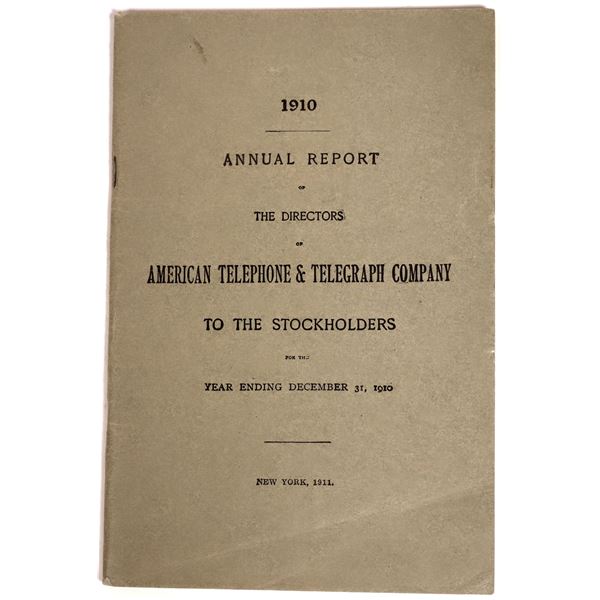 1910
ANNUAL REPORT
OF
THE DIRECTORS
OF
AMERICAN TELEPHONE & TELEGRAPH COMPANY
TO THE STOCKHOLDERS
FOR THE
YEAR ENDING DECEMBER 31, 1910
NEW YORK, 1911.